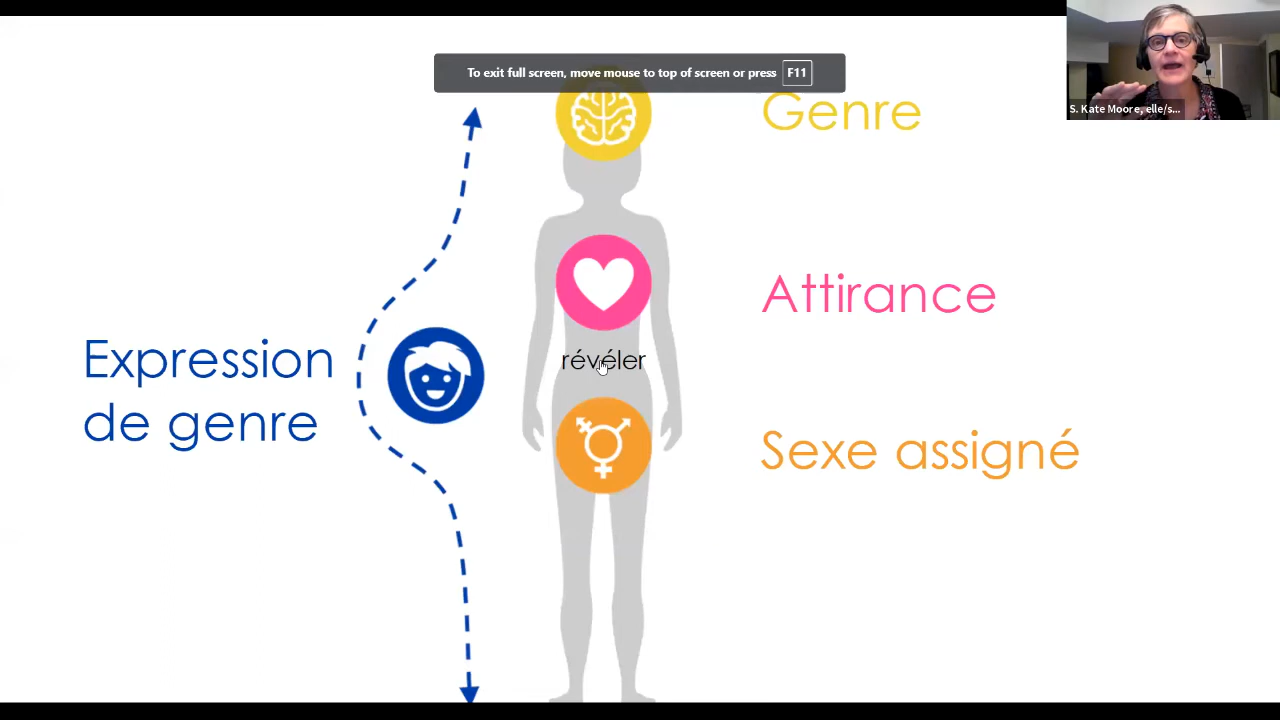 To exit full screen, move mouse to top of screen or press F11
Genre
S. Kate Moore, elle/s...
Attirance
Expression
de genre
révéler
Sexe assigné